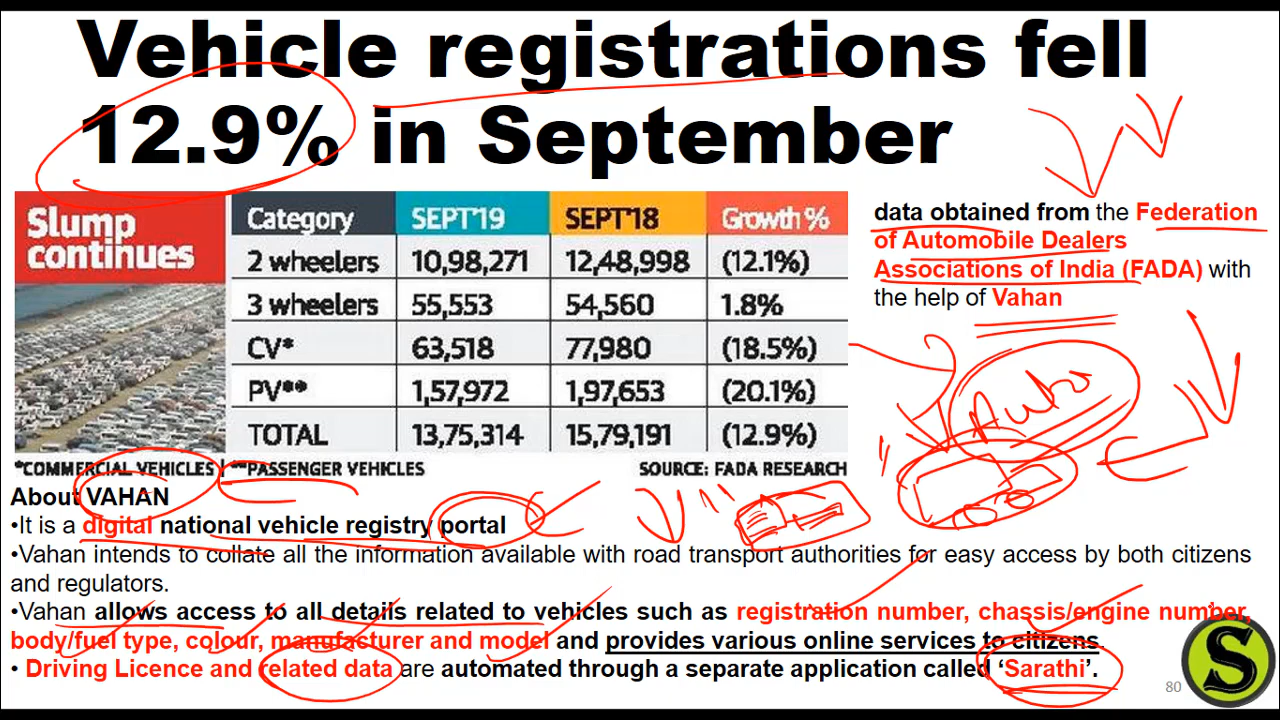 Vehicle registrations fell
12.9% in September
Slump
continues
Category SEPT'19 SEPT'18 Growth %
2 wheelers 10,98,271 12,48,998 (12.1%)
3 wheelers 55,553 54,560 1.8%
CV* 63,518 77,980 (18.5%)
PV** 1,57,972 1,97,653 (20.1%)
TOTAL 13,75,314 15,79,191 (12.9%)
*COMMERCIAL VEHICLES | **PASSENGER VEHICLES SOURCE: FADA RESEARCH
data obtained from the Federation
of Automobile Dealers
Associations of India (FADA) with
the help of Vahan
Auto
About VAHAN
•It is a digital national vehicle registry portal
•Vahan intends to collate all the information available with road transport authorities for easy access by both citizens
and regulators.
•Vahan allows access to all details related to vehicles such as registration number, chassis/engine number,
body/fuel type, colour, manufacturer and model and provides various online services to citizens.
• Driving Licence and related data are automated through a separate application called ‘Sarathi’.
80
S